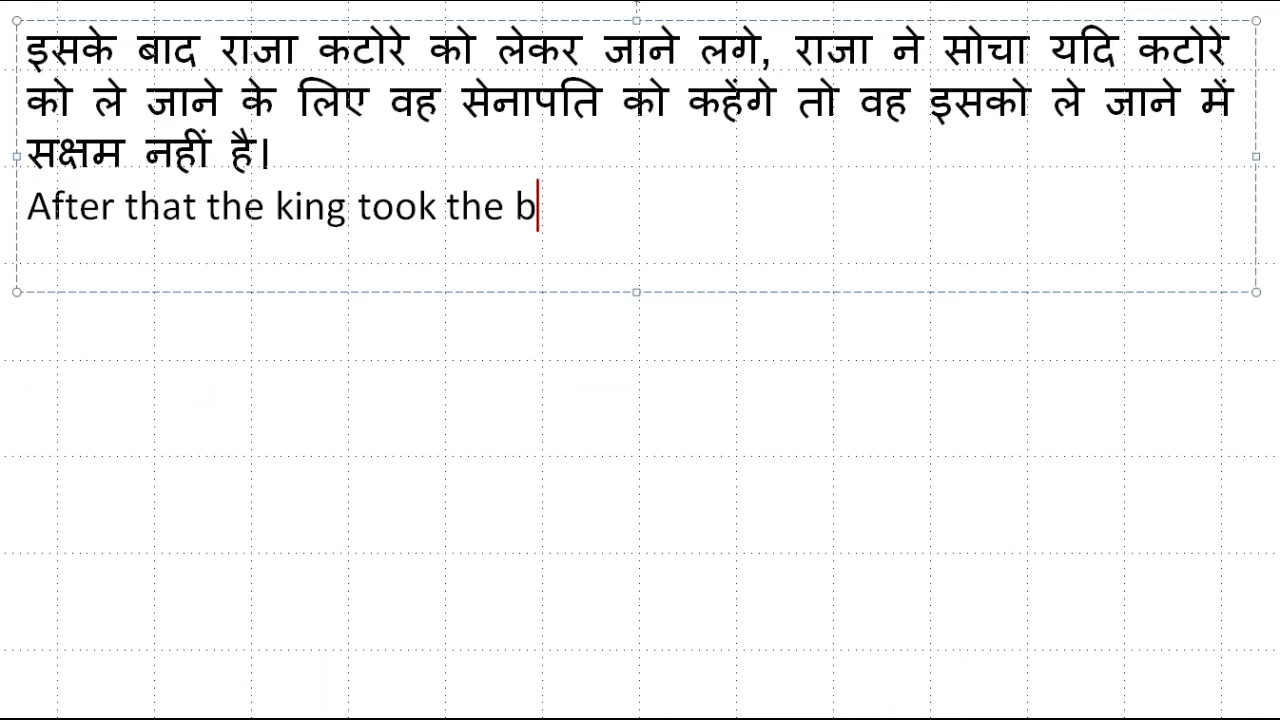 इसके बाद राजा कटोरे को लेकर जाने लगे, राजा ने सोचा यदि कटोरे
को ले जाने के लिए वह सेनापति को कहेंगे तो वह इसको ले जाने में
सक्षम नहीं है।
After that the king took the b